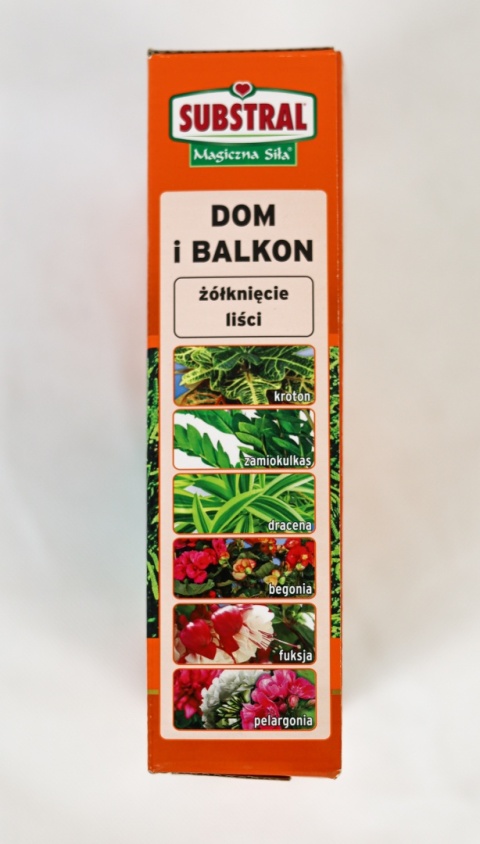 SUBSTRAL®
Magiczna Siła®
DOM
i BALKON
żółknięcie
liści
kroton
zamiokulkas
dracena
begonia
fuksja
pelargonia